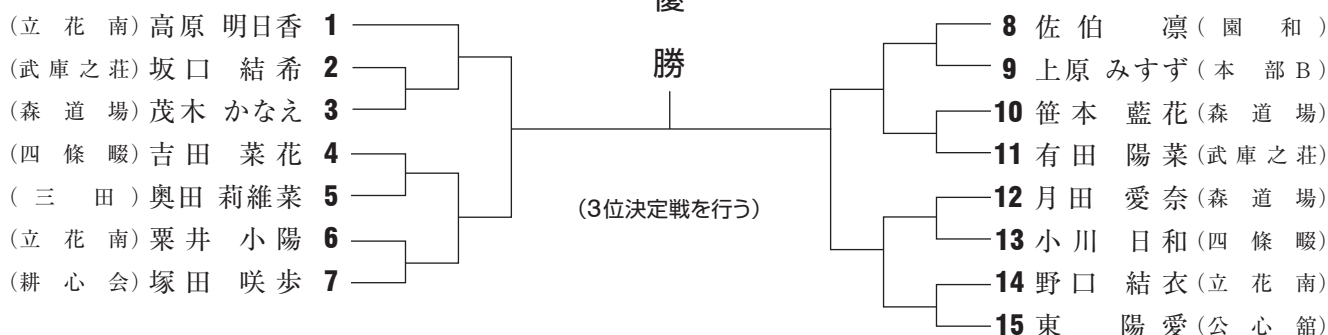 優
勝
(立花南) 高原 明日香 1
(武庫之荘) 坂口 結希 2
(森道場) 茂木 かなえ 3
(四條畷) 吉田 菜花 4
(三田) 奥田 莉維菜 5
(立花南) 粟井 小陽 6
(耕心会) 塚田 咲歩 7
(3位決定戦を行う)
8 佐伯 凛 (園和)
9 上原 みすず (本部B)
10 笹本 藍花 (森道場)
11 有田 陽菜 (武庫之荘)
12 月田 愛奈 (森道場)
13 小川 日和 (四條畷)
14 野口 結衣 (立花南)
15 東 陽愛 (公心舘)